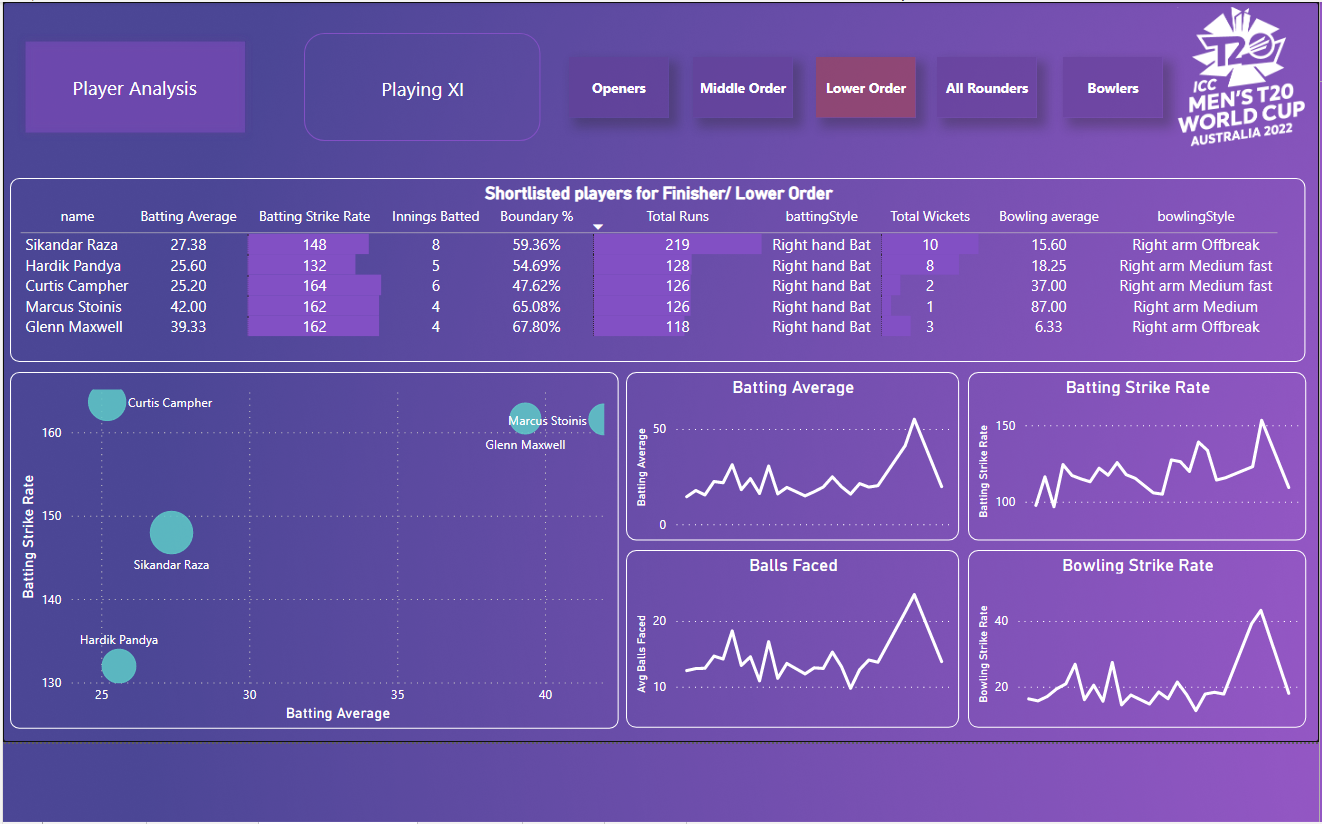 Player Analysis
Playing XI
Openers
Middle Order
Lower Order
All Rounders
Bowlers
T20
ICC
MEN'S T20
WORLD CUP
AUSTRALIA 2022
Shortlisted players for Finisher/ Lower Order
name Batting Average Batting Strike Rate Innings Batted Boundary % Total Runs battingStyle Total Wickets Bowling average bowlingStyle
Sikandar Raza 27.38 148 8 59.36% 219 Right hand Bat 10 15.60 Right arm Offbreak
Hardik Pandya 25.60 132 5 54.69% 128 Right hand Bat 8 18.25 Right arm Medium fast
Curtis Campher 25.20 164 6 47.62% 126 Right hand Bat 2 37.00 Right arm Medium fast
Marcus Stoinis 42.00 162 4 65.08% 126 Right hand Bat 1 87.00 Right arm Medium
Glenn Maxwell 39.33 162 4 67.80% 118 Right hand Bat 3 6.33 Right arm Offbreak
Batting Strike Rate
160
150
140
130
Curtis Campher
Marcus Stoinis
Glenn Maxwell
Sikandar Raza
Hardik Pandya
25 30 35 40
Batting Average
Batting Average
Batting Average
50
0
Batting Strike Rate
Batting Strike Rate
150
100
Balls Faced
Avg Balls Faced
20
10
Bowling Strike Rate
Bowling Strike Rate
40
20